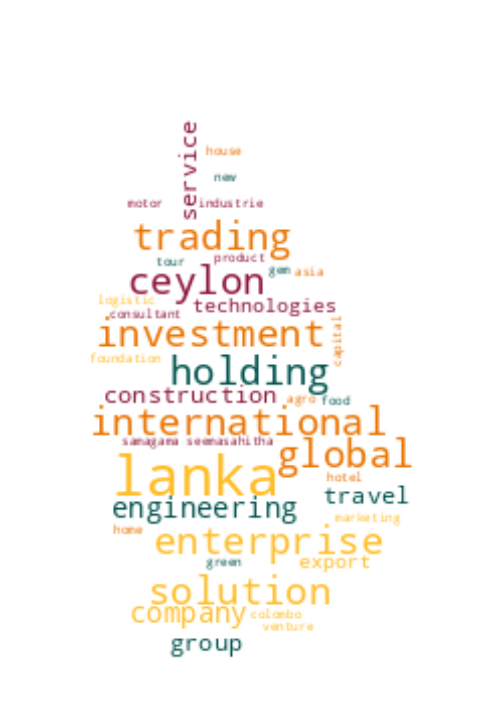 service
house
new
motor
industrie
trading
tour
product
gem
asia
ceylon
logistic
technologies
consultant
investment
capital
foundation
holding
construction
agro
food
international
samagama
seemasahitha
global
lanka
hotel
travel
engineering
marketing
home
enterprise
green
export
solution
company
colombo
venture
group